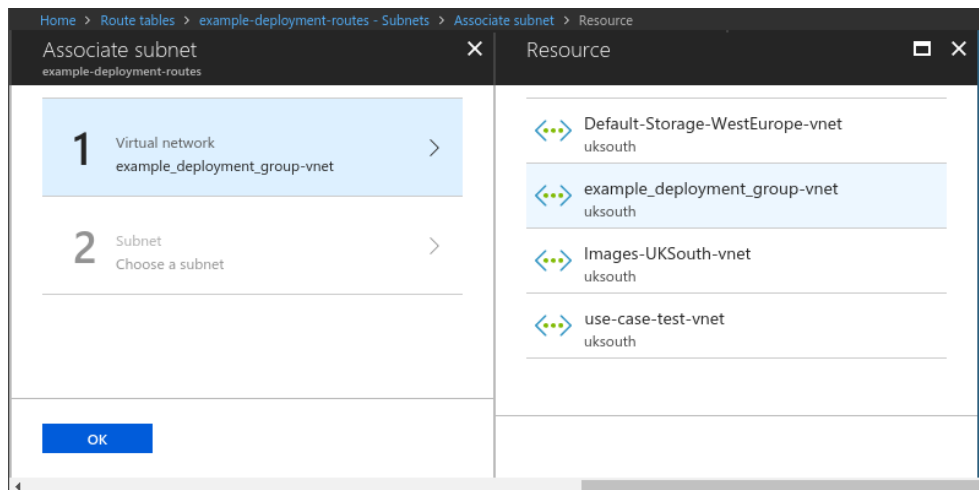 Home > Route tables > example-deployment-routes - Subnets > Associate subnet > Resource
Associate subnet
example-deployment-routes
1
Virtual network
example_deployment_group-vnet
2
Subnet
Choose a subnet
OK
Resource
Default-Storage-WestEurope-vnet
uksouth
example_deployment_group-vnet
uksouth
Images-UKSouth-vnet
uksouth
use-case-test-vnet
uksouth